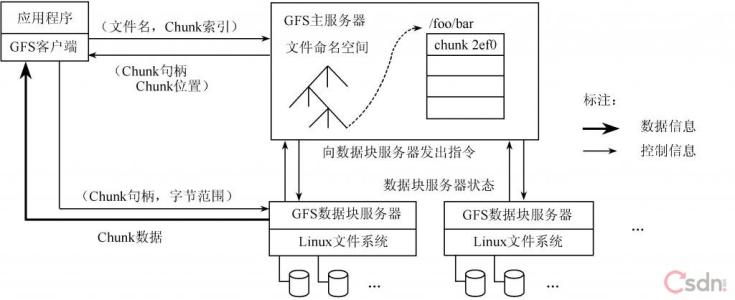 应用程序
GFS客户端
(文件名，Chunk索引)
(Chunk句柄
Chunk位置)
GFS主服务器
文件命名空间
/foo/bar
chunk 2ef0
标注：
数据信息
控制信息
向数据块服务器发出指令
数据块服务器状态
(Chunk句柄，字节范围)
Chunk数据
GFS数据块服务器
Linux文件系统
...
GFS数据块服务器
Linux文件系统
...
...
Csdn